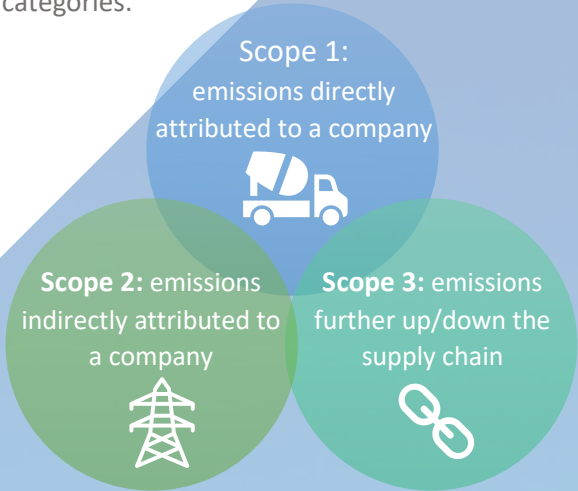 categories.
Scope 1:
emissions directly
attributed to a company
Scope 2: emissions
indirectly attributed to
a company
Scope 3: emissions
further up/down the
supply chain